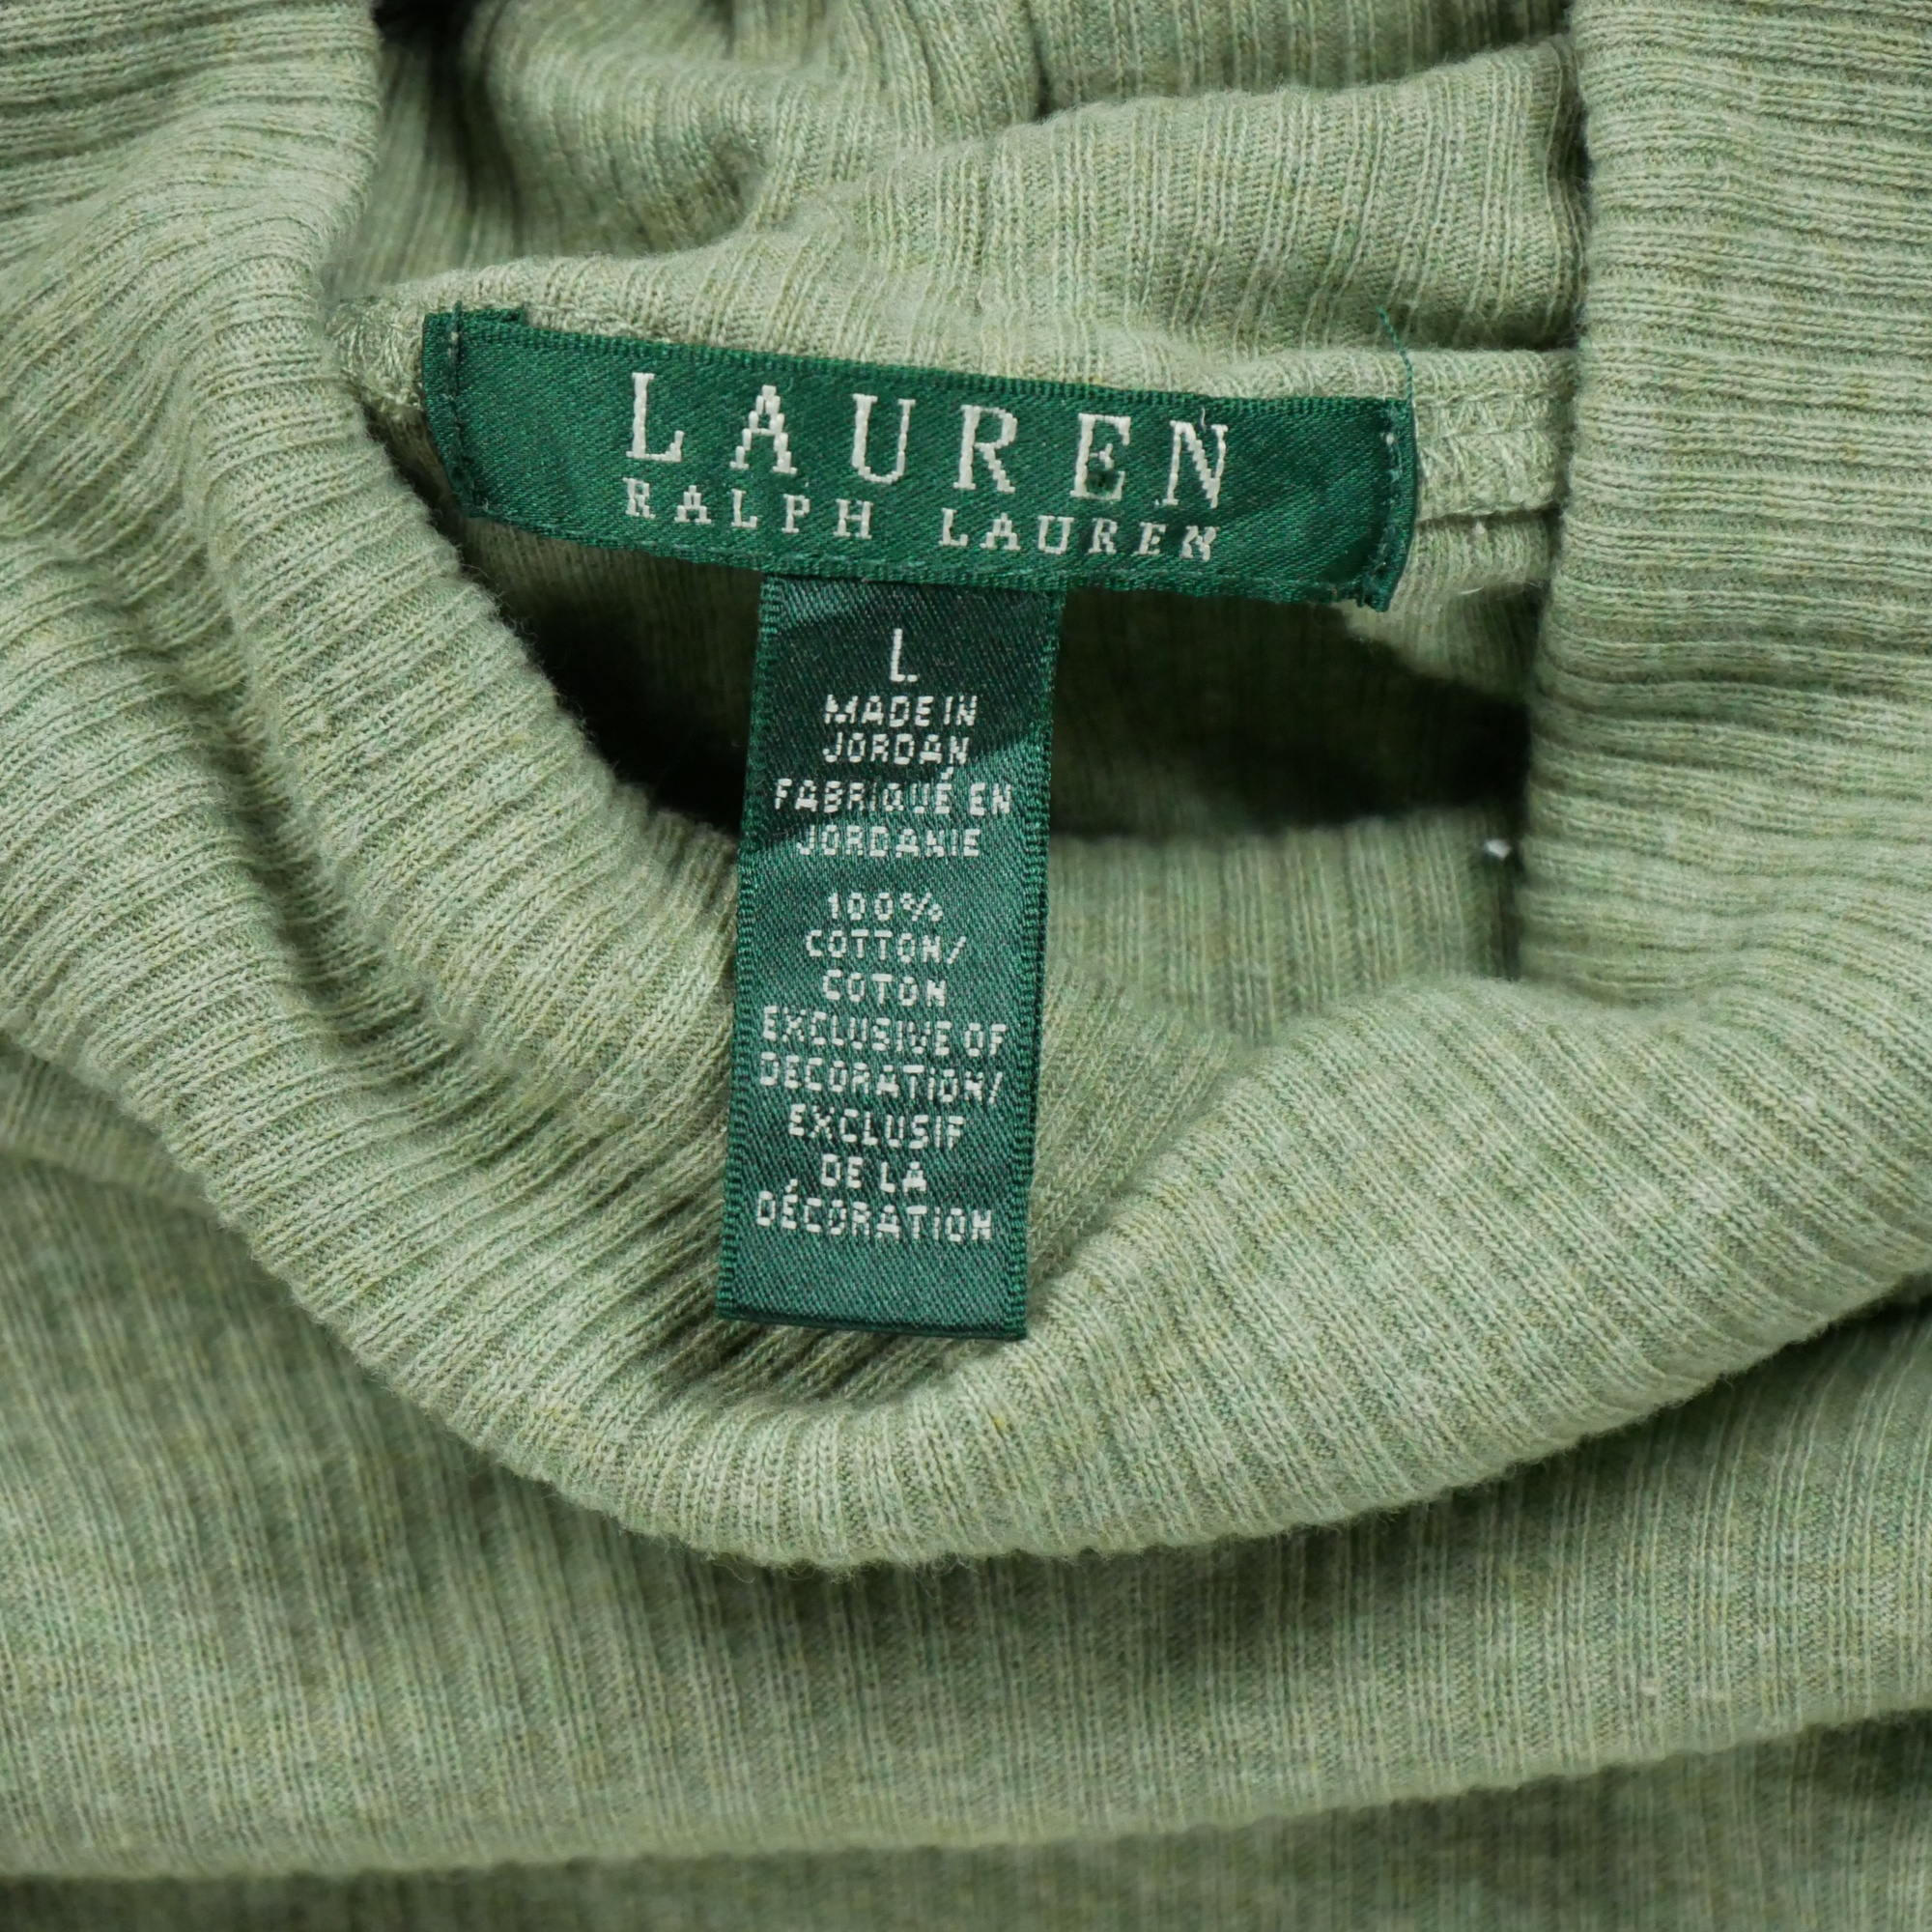 LAUREN
RALPH LAUREN
L
MADE IN
JORDAN
FABRIQUÉ EN
JORDANIE
100%
COTTON/
COTON
EXCLUSIVE OF
DECORATION/
EXCLUSIF
DE LA
DÉCORATION